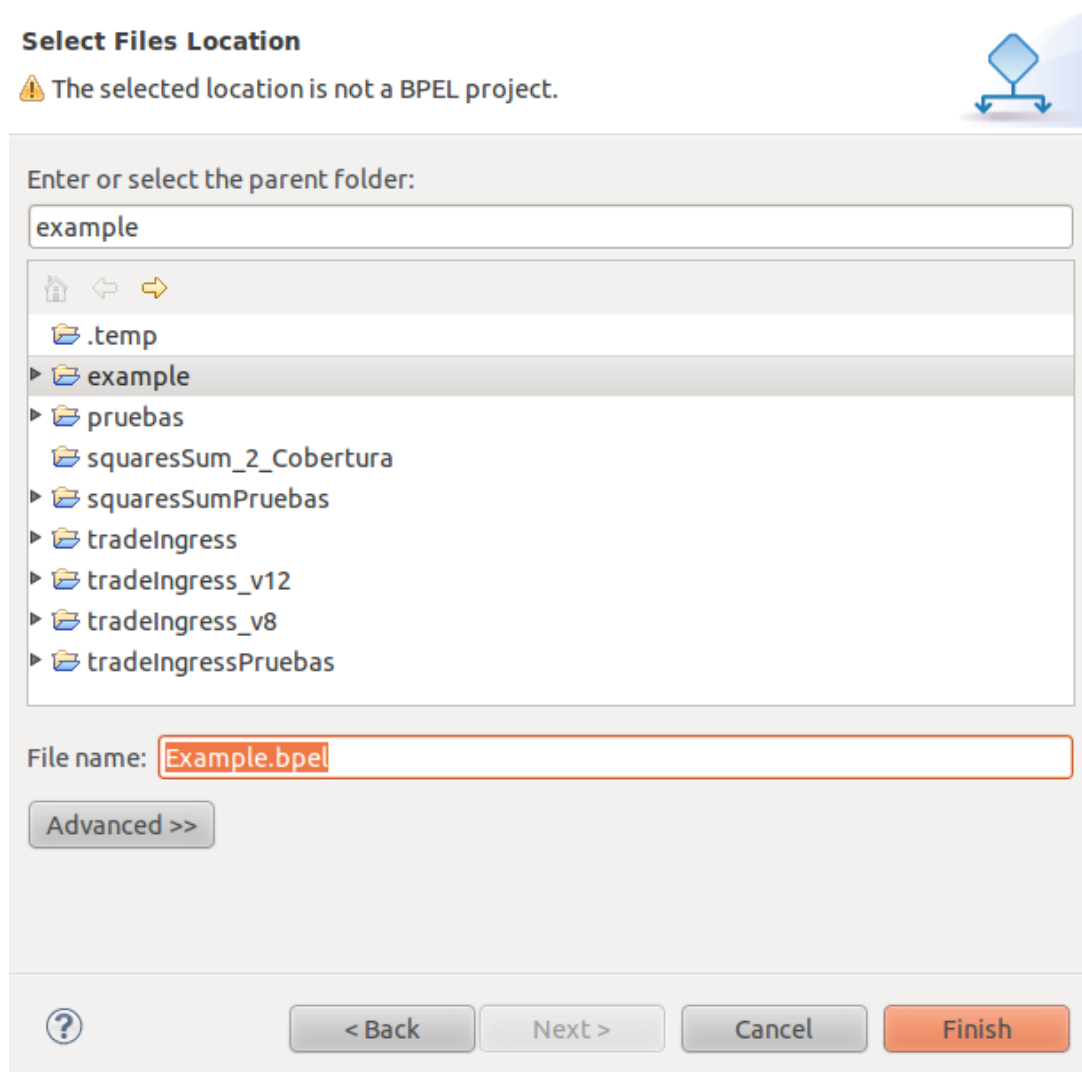 Select Files Location
The selected location is not a BPEL project.
Enter or select the parent folder:
example
.temp
example
pruebas
squaresSum_2_Cobertura
squaresSumPruebas
tradeIngress
tradeIngress_v12
tradeIngress_v8
tradeIngressPruebas
File name: Example.bpel
Advanced >>
? < Back Next > Cancel Finish